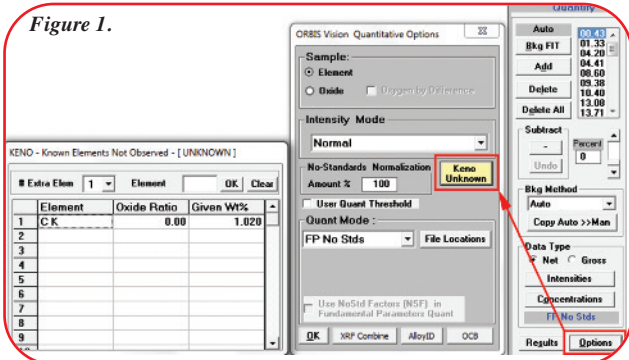 Figure 1.
KENO - Known Elements Not Observed - [ UNKNOWN ]
# Extra Elem 1 Element OK Clear
Element Oxide Ratio Given Wt%
1 C K 0.00 1.020
2
3
4
5
6
7
8
9
ORBIS Vision Quantitative Options
Sample:
Element
Oxide Oxygen by Difference
Intensity Mode
Normal
No-Standards Normalization
Amount % 100
Keno
Unknown
User Quant Threshold
Quant Mode :
FP No Stds File Locations
Use NoStd Factors (NSF) in
Fundamental Parameters Quant
OK XRF Combine AlloyID OCB
Quantify
Auto
Bkg FIT
Add
Delete
Delete All
00.43
01.33
04.20
04.41
08.60
09.38
10.40
13.08
13.71
Subtract
- Percent
Undo 0
Bkg Method
Auto
Copy Auto >>Man
Data Type
Net Gross
Intensities
Concentrations
FP No Stds
Results Options